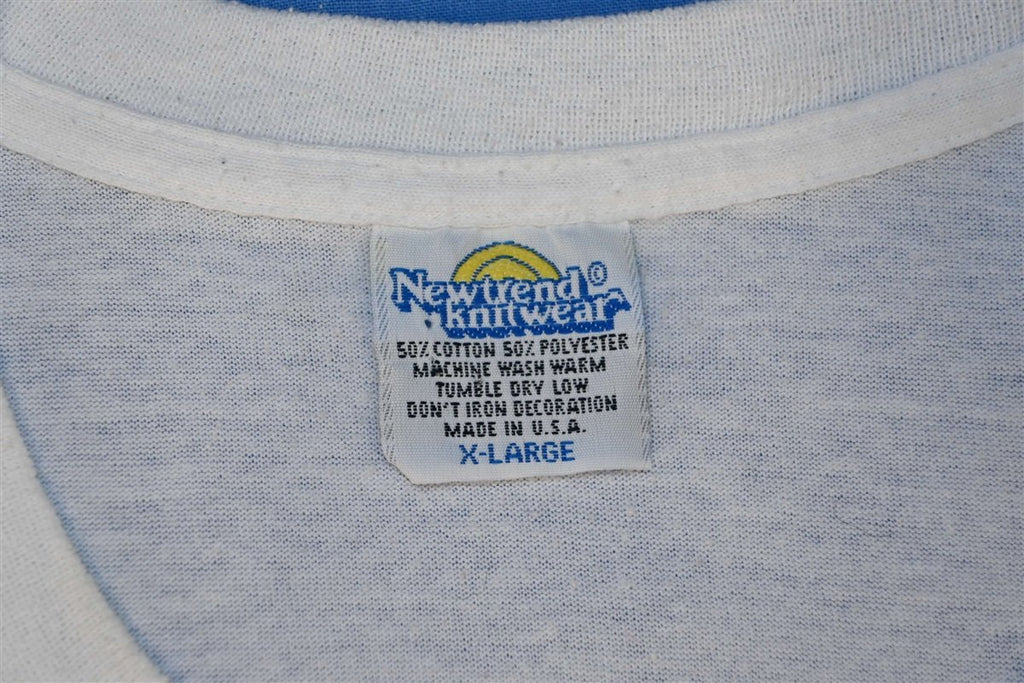 Newtrend ©
knitwear
50% COTTON 50% POLYESTER
MACHINE WASH WARM
TUMBLE DRY LOW
DON'T IRON DECORATION
MADE IN U.S.A.
X-LARGE